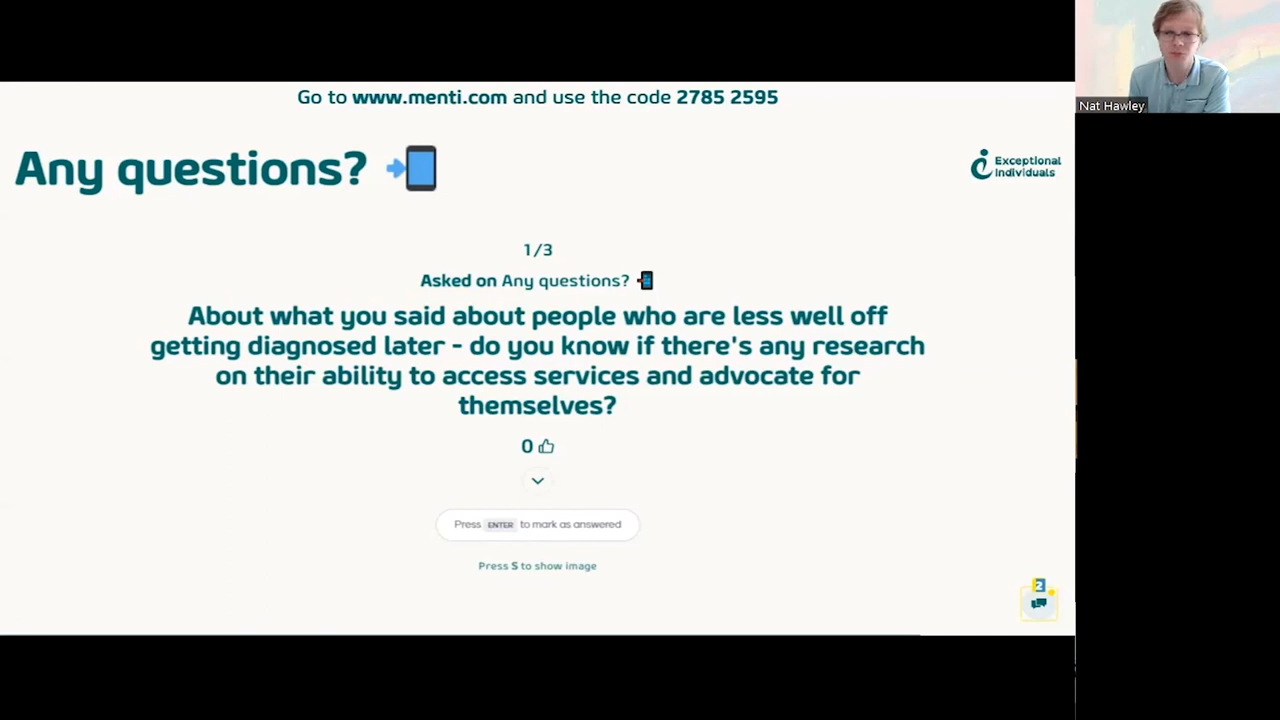 Go to www.menti.com and use the code 2785 2595
Any questions?
Exceptional
Individuals
1/3
Asked on Any questions?
About what you said about people who are less well off
getting diagnosed later - do you know if there's any research
on their ability to access services and advocate for
themselves?
0
Press ENTER to mark as answered
Press S to show image
2
Nat Hawley